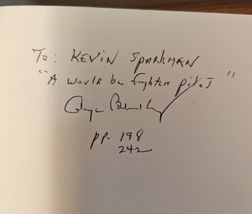 To: KEVIN SPARKMAN
"A would be fighter pilot"
pp. 198
242